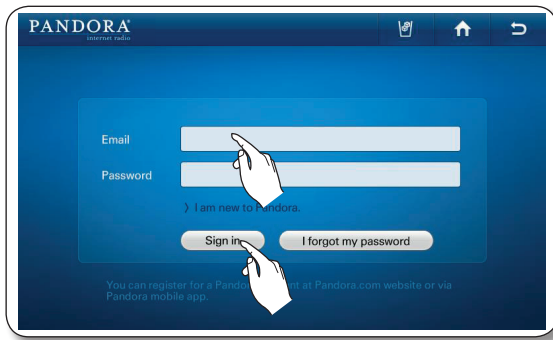 PANDORA®
internet radio
Email
Password
> I am new to Pandora.
Sign in
I forgot my password
You can register for a Pandora at Pandora.com website or via
Pandora mobile app.